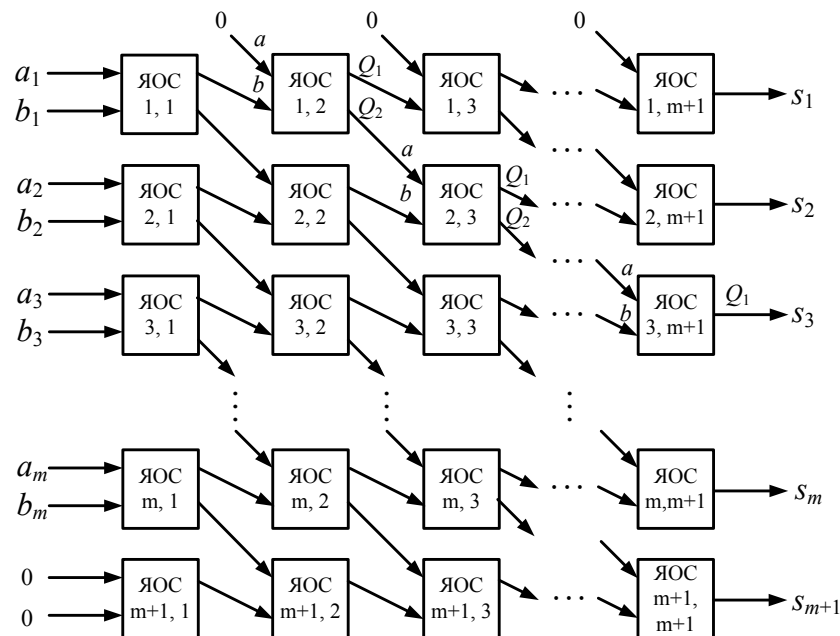 0 0 0
a
a₁ ЯОС b ЯОС Q₁ ЯОС ЯОС s₁
b₁ 1, 1 1, 2 Q₂ 1, 3 ... 1, m+1
a ...
a₂ ЯОС ЯОС b ЯОС Q₁ ЯОС s₂
b₂ 2, 1 2, 2 2, 3 Q₂ ... 2, m+1
... a
a₃ ЯОС ЯОС ЯОС ЯОС Q₁ s₃
b₃ 3, 1 3, 2 3, 3 ... b 3, m+1
⋮ ⋮ ⋮
aₘ ЯОС ЯОС ЯОС ЯОС sₘ
bₘ m, 1 m, 2 m, 3 ... m,m+1
0 ЯОС ЯОС ЯОС ЯОС sₘ₊₁
0 m+1, 1 m+1, 2 m+1, 3 ... m+1,
m+1